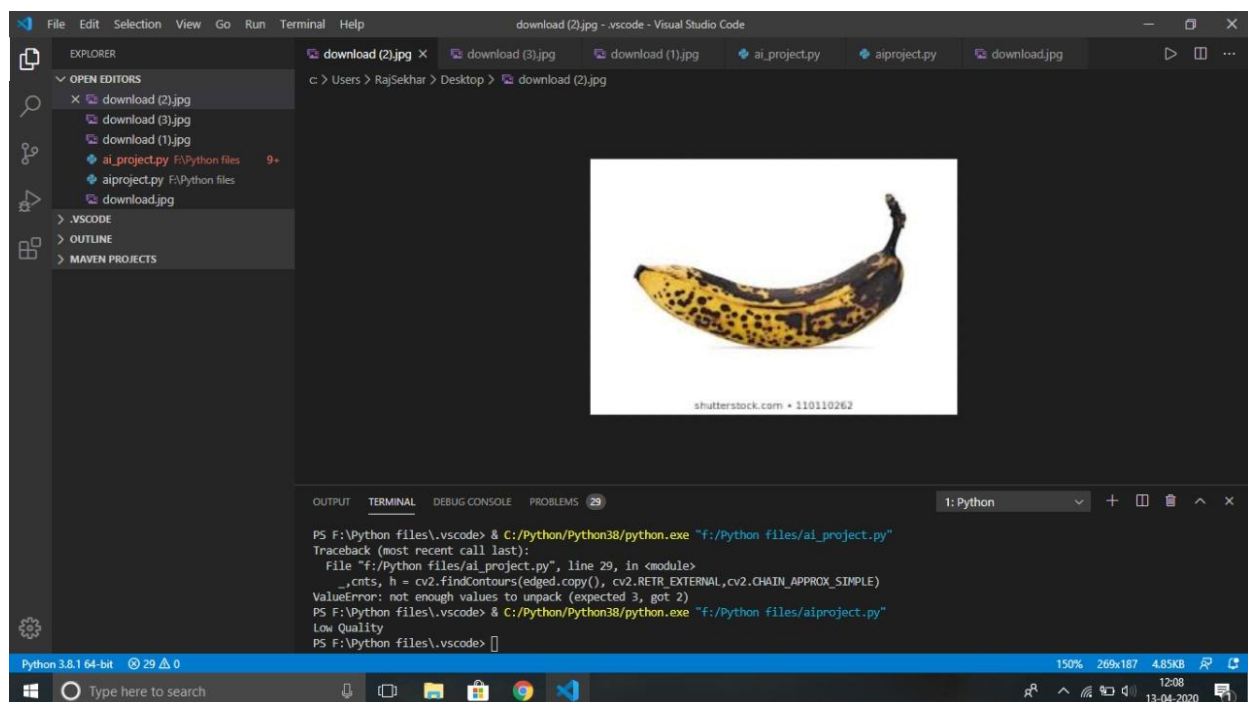 File Edit Selection View Go Run Terminal Help download (2).jpg - .vscode - Visual Studio Code
EXPLORER
OPEN EDITORS
download (2).jpg
download (3).jpg
download (1).jpg
ai_project.py F:\Python files 9+
aiproject.py F:\Python files
download.jpg
.VSCODE
OUTLINE
MAVEN PROJECTS
download (2).jpg download (3).jpg download (1).jpg ai_project.py aiproject.py download.jpg
c: > Users > RajSekhar > Desktop > download (2).jpg
shutterstock.com • 110110262
OUTPUT TERMINAL DEBUG CONSOLE PROBLEMS 29 1: Python
PS F:\Python files\.vscode> & C:/Python/Python38/python.exe "f:/Python files/ai_project.py"
Traceback (most recent call last):
File "f:/Python files/ai_project.py", line 29, in <module>
_,cnts, h = cv2.findContours(edged.copy(), cv2.RETR_EXTERNAL,cv2.CHAIN_APPROX_SIMPLE)
ValueError: not enough values to unpack (expected 3, got 2)
PS F:\Python files\.vscode> & C:/Python/Python38/python.exe "f:/Python files/aiproject.py"
Low Quality
PS F:\Python files\.vscode>
Python 3.8.1 64-bit 29 0 150% 269x187 4.85KB
Type here to search
12:08
13-04-2020